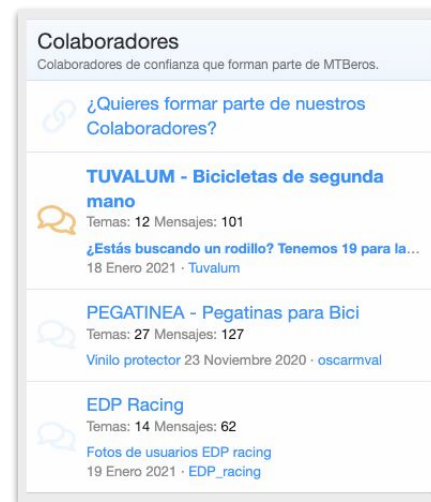 Colaboradores
Colaboradores de confianza que forman parte de MTBeros.
¿Quieres formar parte de nuestros
Colaboradores?
TUVALUM - Bicicletas de segunda
mano
Temas: 12 Mensajes: 101
¿Estás buscando un rodillo? Tenemos 19 para la...
18 Enero 2021 · Tuvalum
PEGATINEA - Pegatinas para Bici
Temas: 27 Mensajes: 127
Vinilo protector 23 Noviembre 2020 · oscarmval
EDP Racing
Temas: 14 Mensajes: 62
Fotos de usuarios EDP racing
19 Enero 2021 · EDP_racing